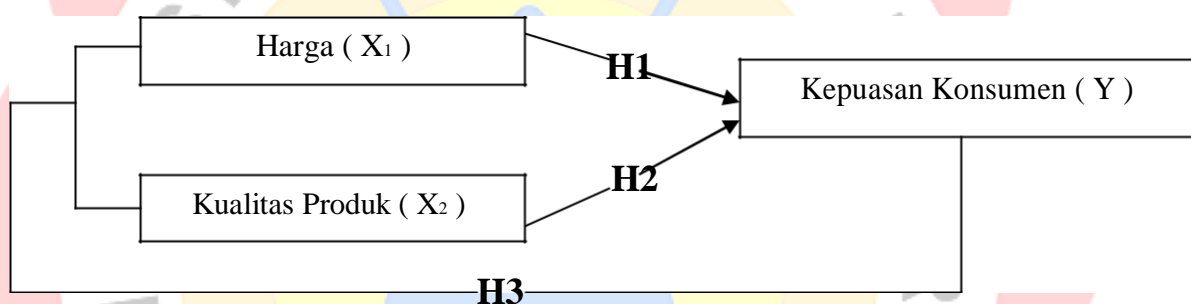 Harga ( X₁ )
H1
Kepuasan Konsumen ( Y )
H2
Kualitas Produk ( X₂ )
H3